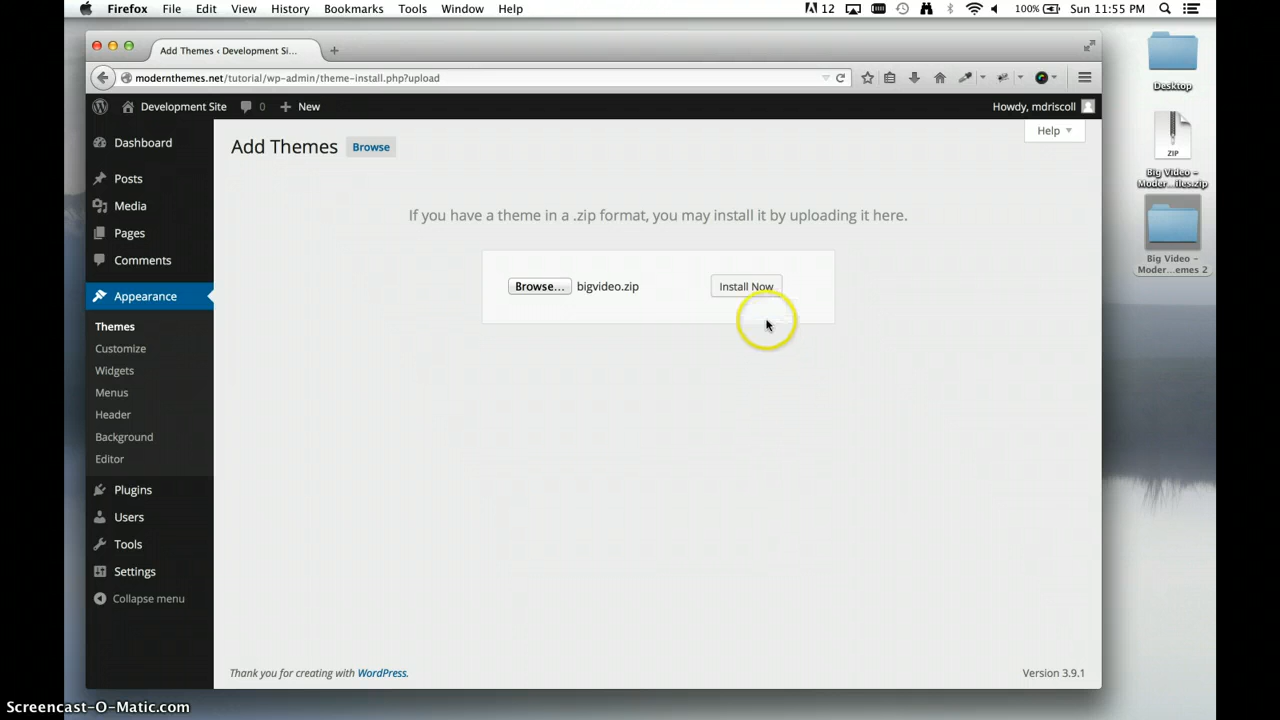 Firefox File Edit View History Bookmarks Tools Window Help 12 100% Sun 11:55 PM
Add Themes ‹ Development Si...
modernthemes.net/tutorial/wp-admin/theme-install.php?upload
Development Site 0 New Howdy, mdriscoll
Help
Add Themes Browse
Dashboard
Posts
Media
Pages
Comments
Appearance
Themes
Customize
Widgets
Menus
Header
Background
Editor
Plugins
Users
Tools
Settings
Collapse menu
If you have a theme in a .zip format, you may install it by uploading it here.
Browse... bigvideo.zip Install Now
Thank you for creating with WordPress. Version 3.9.1
Desktop
ZIP
Big Video –
Moder...iles.zip
Big Video –
Moder...emes 2
Screencast-O-Matic.com